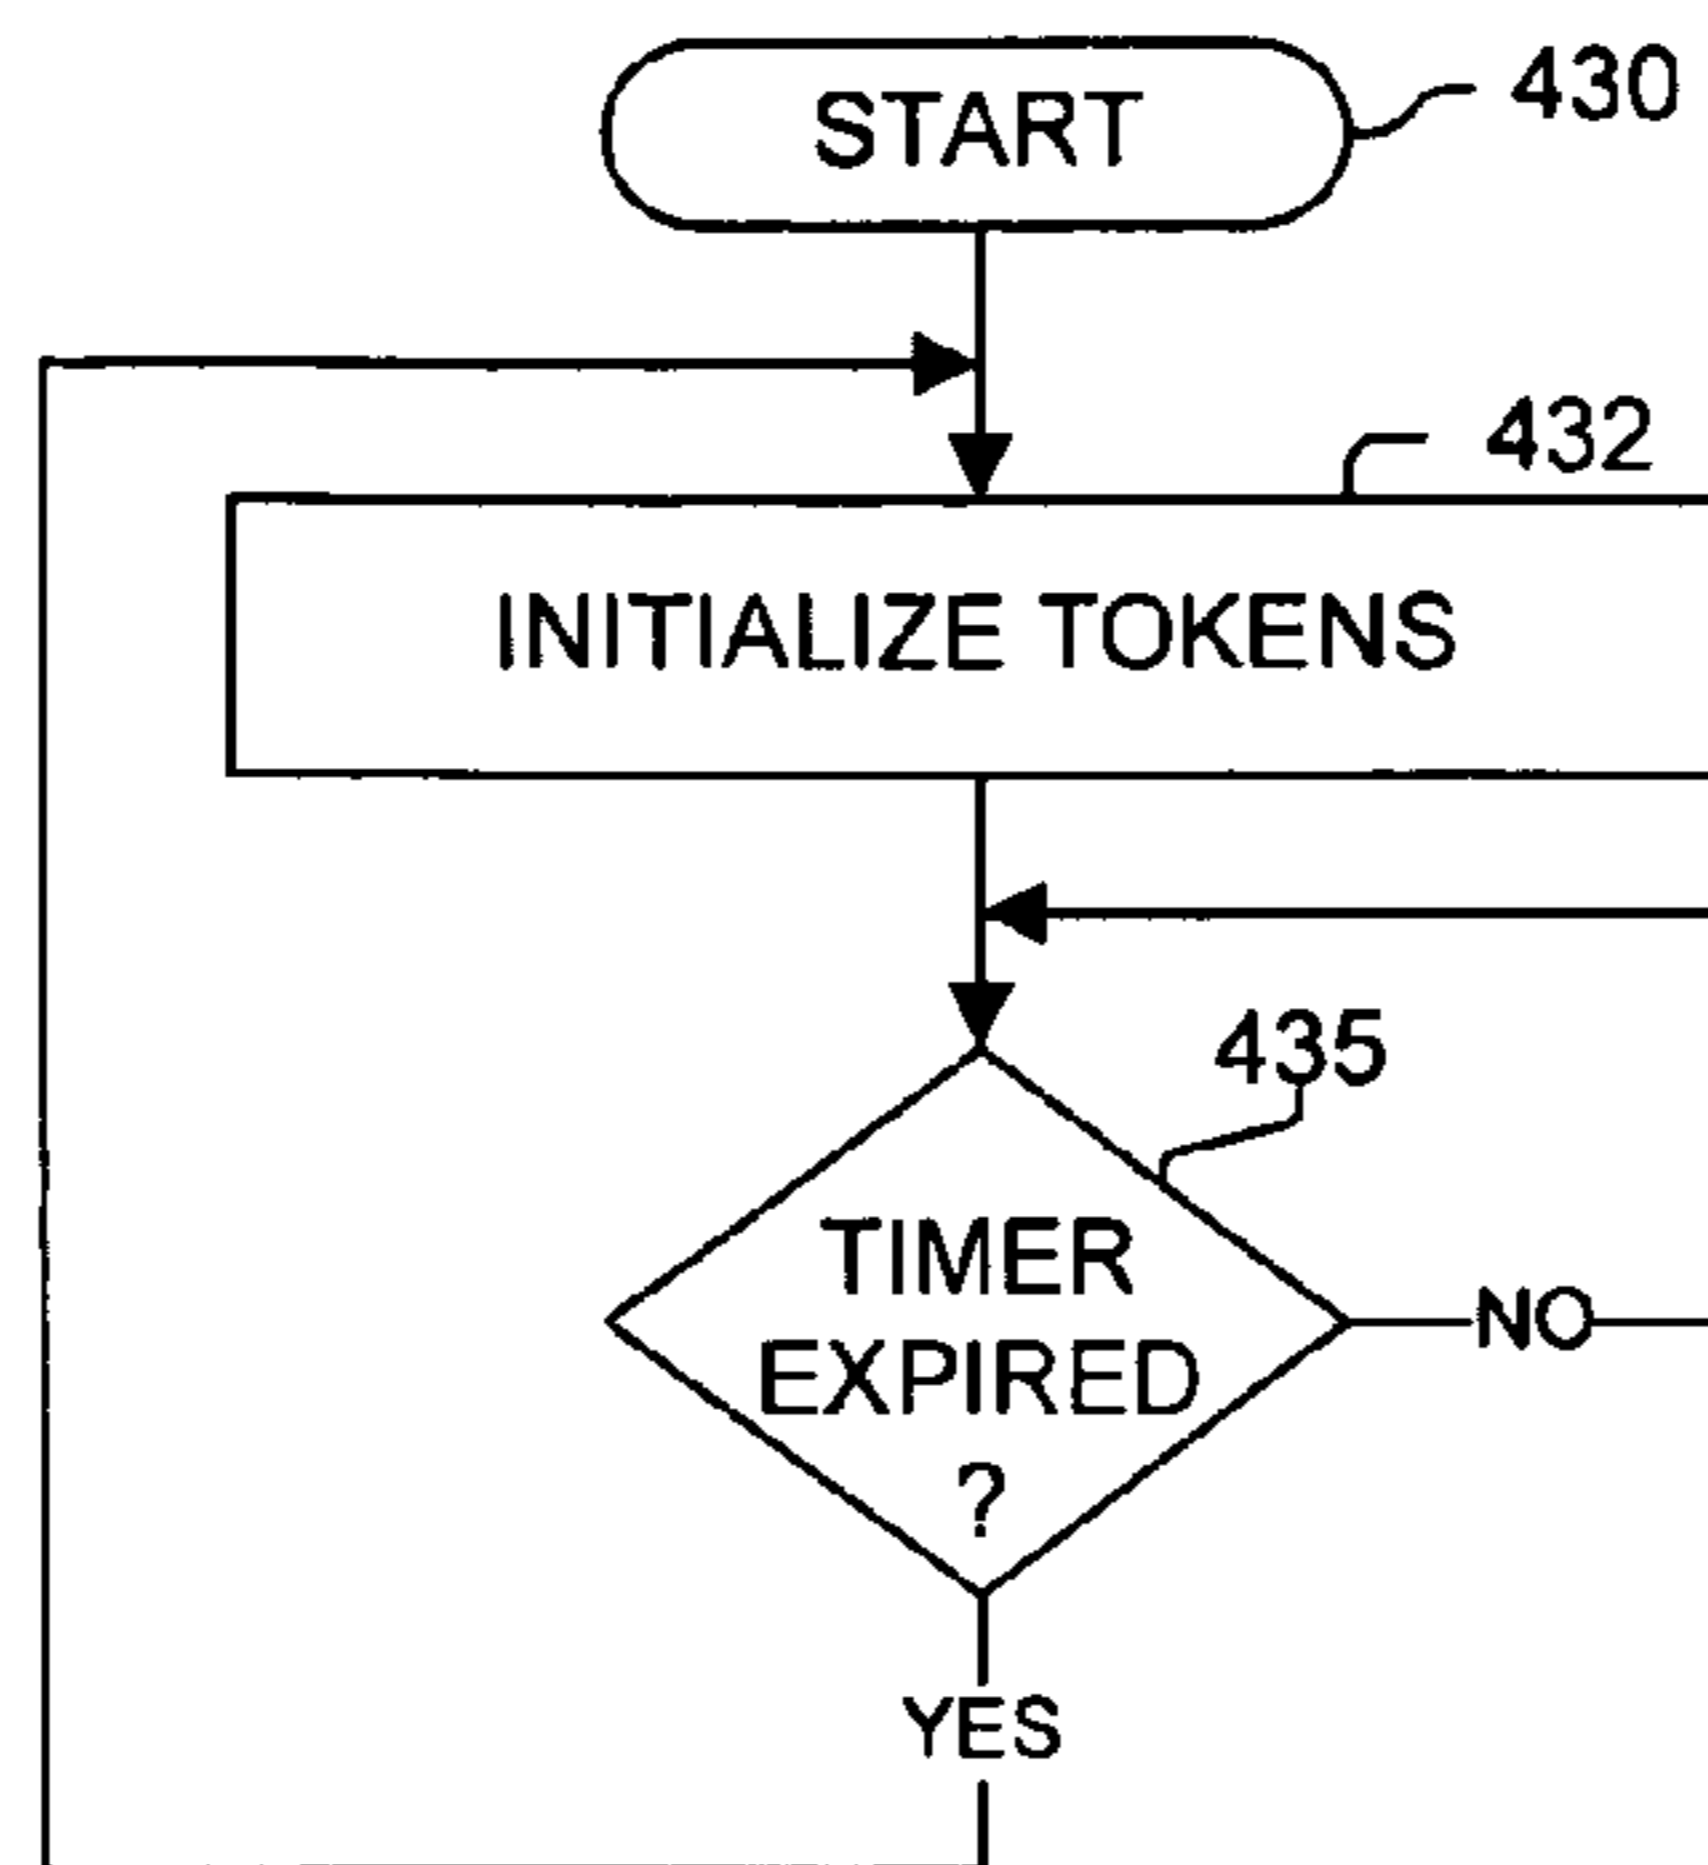 START
430
432
INITIALIZE TOKENS
435
TIMER
EXPIRED
?
NO
YES